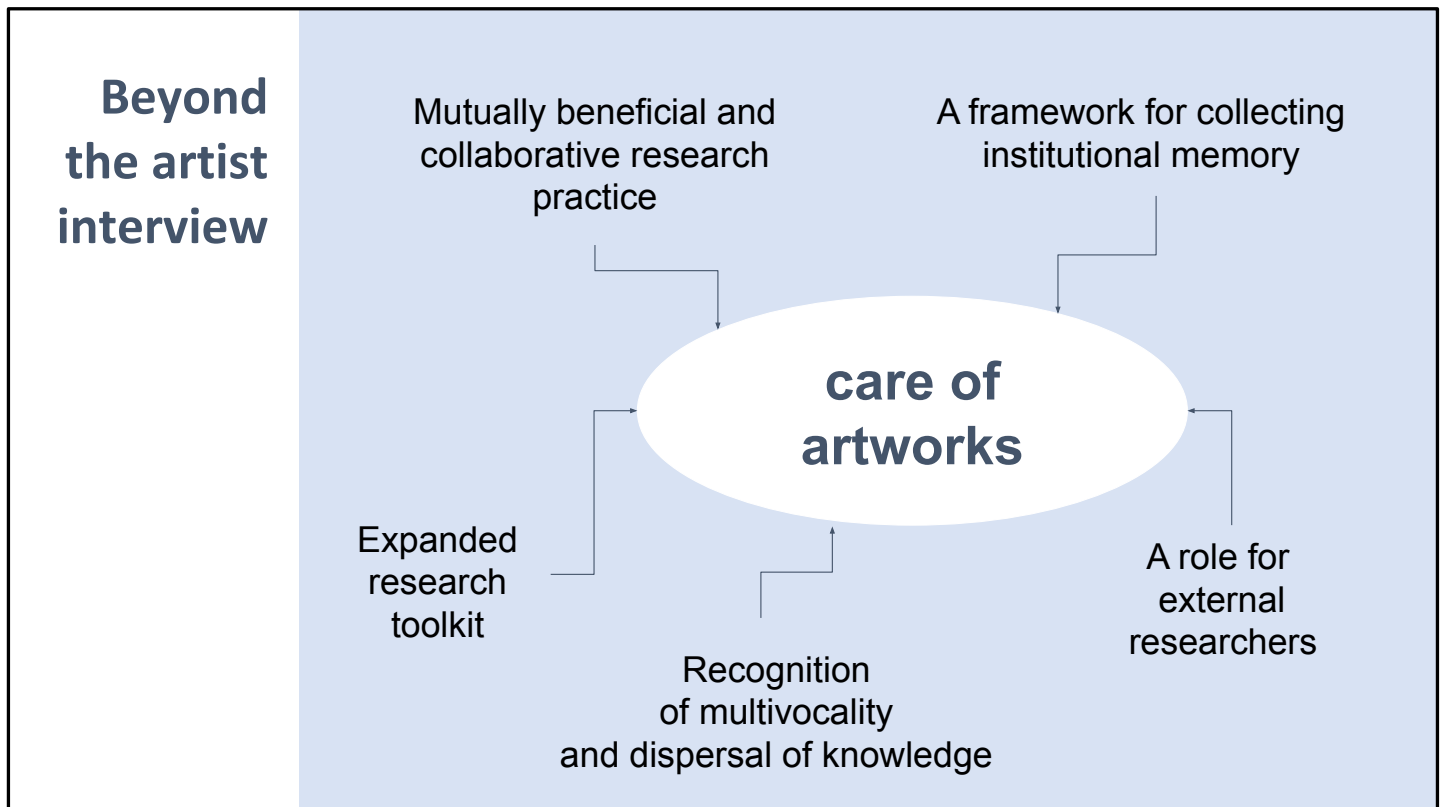 Beyond
the artist
interview
Mutually beneficial and
collaborative research
practice
A framework for collecting
institutional memory
care of
artworks
Expanded
research
toolkit
Recognition
of multivocality
and dispersal of knowledge
A role for
external
researchers